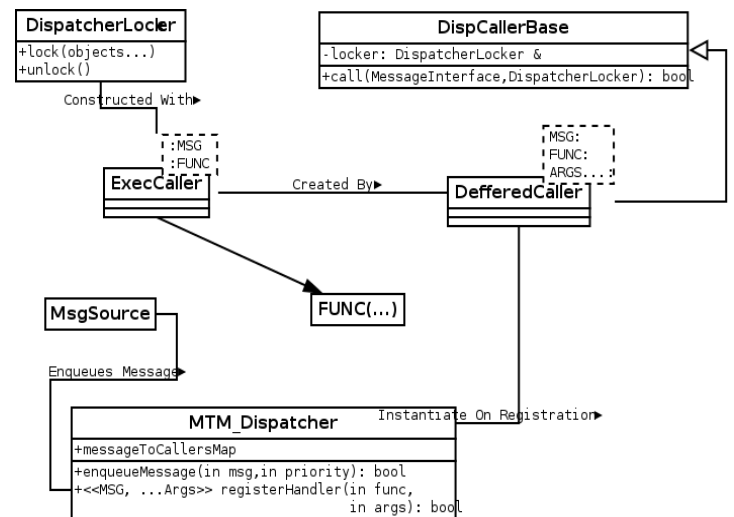 DispatcherLocker
+lock(objects...)
+unlock()
DispCallerBase
-locker: DispatcherLocker &
+call(MessageInterface,DispatcherLocker): bool
Constructed With
:MSG
:FUNC
ExecCaller
Created By
MSG:
FUNC:
ARGS...:
DefferedCaller
MsgSource
FUNC(...)
Enqueues Message
MTM_Dispatcher
Instantiate On Registration
+messageToCallersMap
+enqueueMessage(in msg,in priority): bool
+<<MSG, ...Args>> registerHandler(in func,
in args): bool